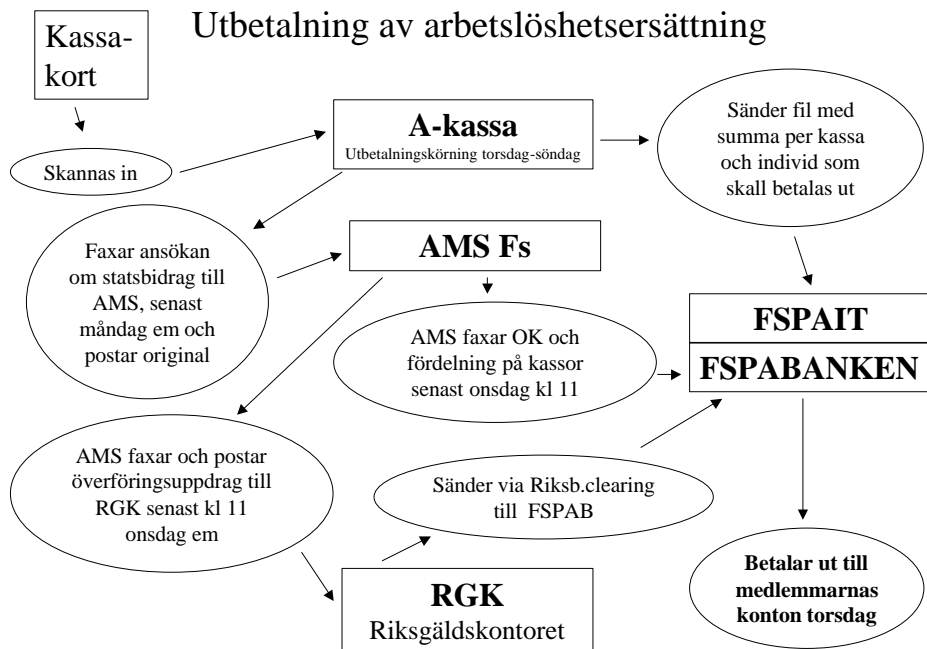 Utbetalning av arbetslöshetsersättning
Kassa-
kort
Skannas in
A-kassa
Utbetalningskörning torsdag-söndag
Sänder fil med
summa per kassa
och individ som
skall betalas ut
Faxar ansökan
om statsbidrag till
AMS, senast
måndag em och
postar original
AMS Fs
AMS faxar OK och
fördelning på kassor
senast onsdag kl 11
FSPAIT
FSPABANKEN
AMS faxar och postar
överföringsuppdrag till
RGK senast kl 11
onsdag em
Sänder via Riksb.clearing
till FSPAB
RGK
Riksgäldskontoret
Betalar ut till
medlemmarnas
konton torsdag